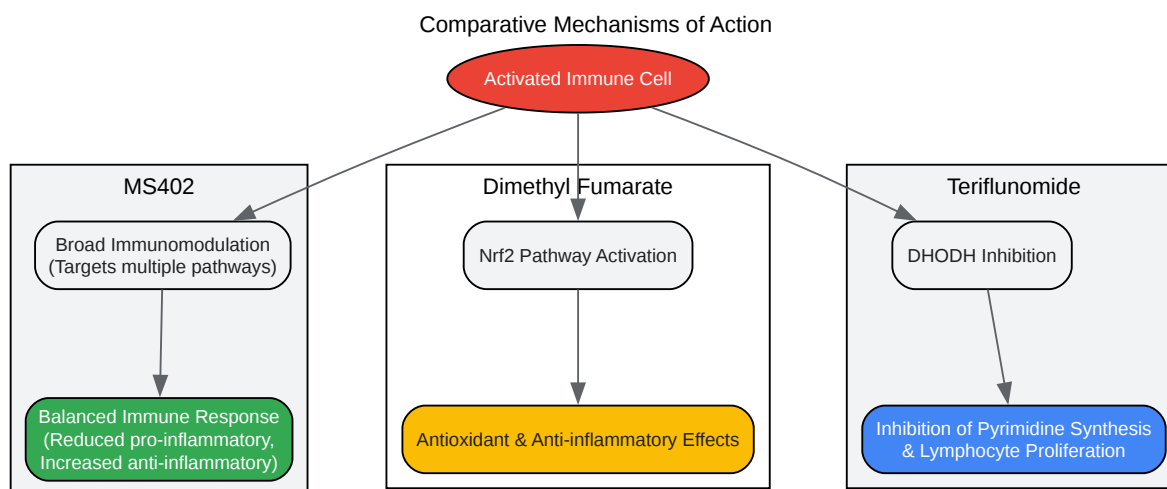 Comparative Mechanisms of Action
Activated Immune Cell
MS402
Broad Immunomodulation
(Targets multiple pathways)
Balanced Immune Response
(Reduced pro-inflammatory,
Increased anti-inflammatory)
Dimethyl Fumarate
Nrf2 Pathway Activation
Antioxidant & Anti-inflammatory Effects
Teriflunomide
DHODH Inhibition
Inhibition of Pyrimidine Synthesis
& Lymphocyte Proliferation